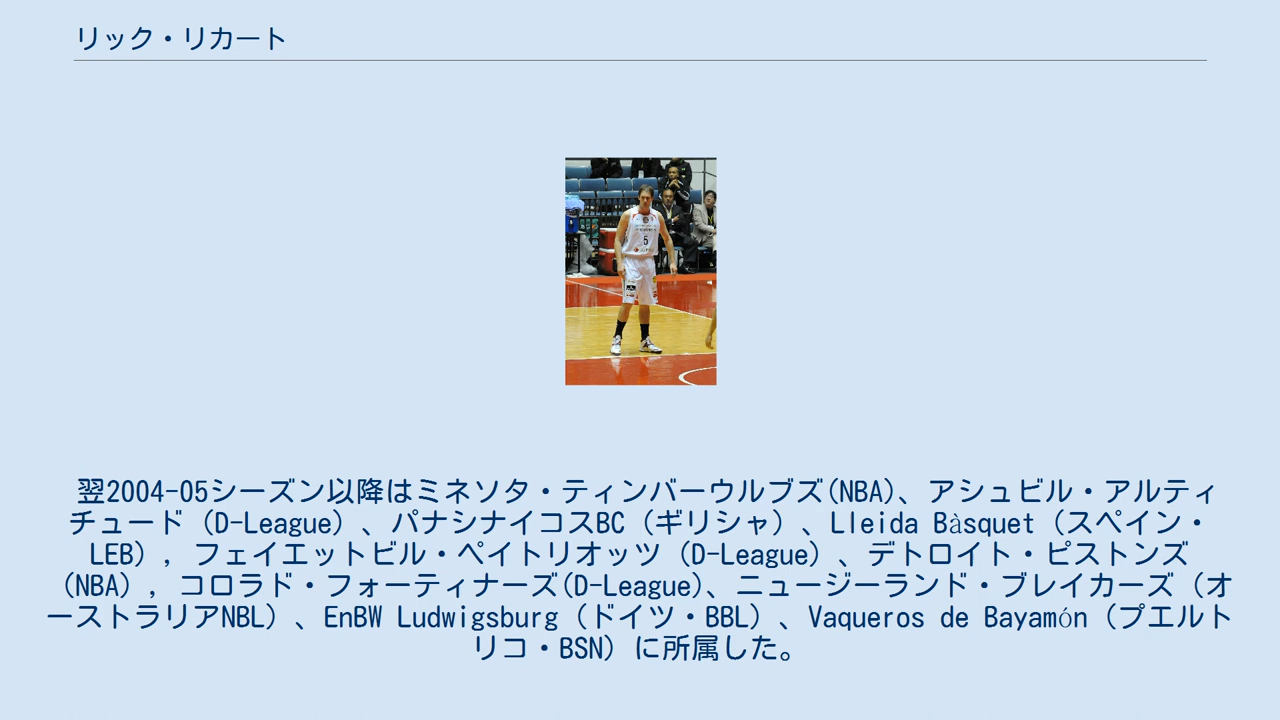 リック・リカート
5
翌2004-05シーズン以降はミネソタ・ティンバーウルブズ(NBA)、アシュビル・アルティ
チュード（D-League）、パナシナイコスBC（ギリシャ）、Lleida Bàsquet（スペイン・
LEB）, フェイエットビル・ペイトリオッツ（D-League）、デトロイト・ピストンズ
（NBA）, コロラド・フォーティナーズ(D-League)、ニュージーランド・ブレイカーズ（オ
ーストラリアNBL）、EnBW Ludwigsburg（ドイツ・BBL）、Vaqueros de Bayamón（プエルト
リコ・BSN）に所属した。